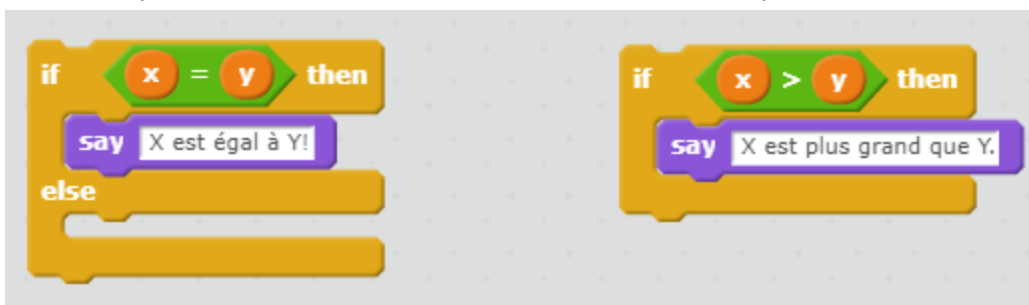 if x = y then
say X est égal à Y!
else
if x > y then
say X est plus grand que Y.